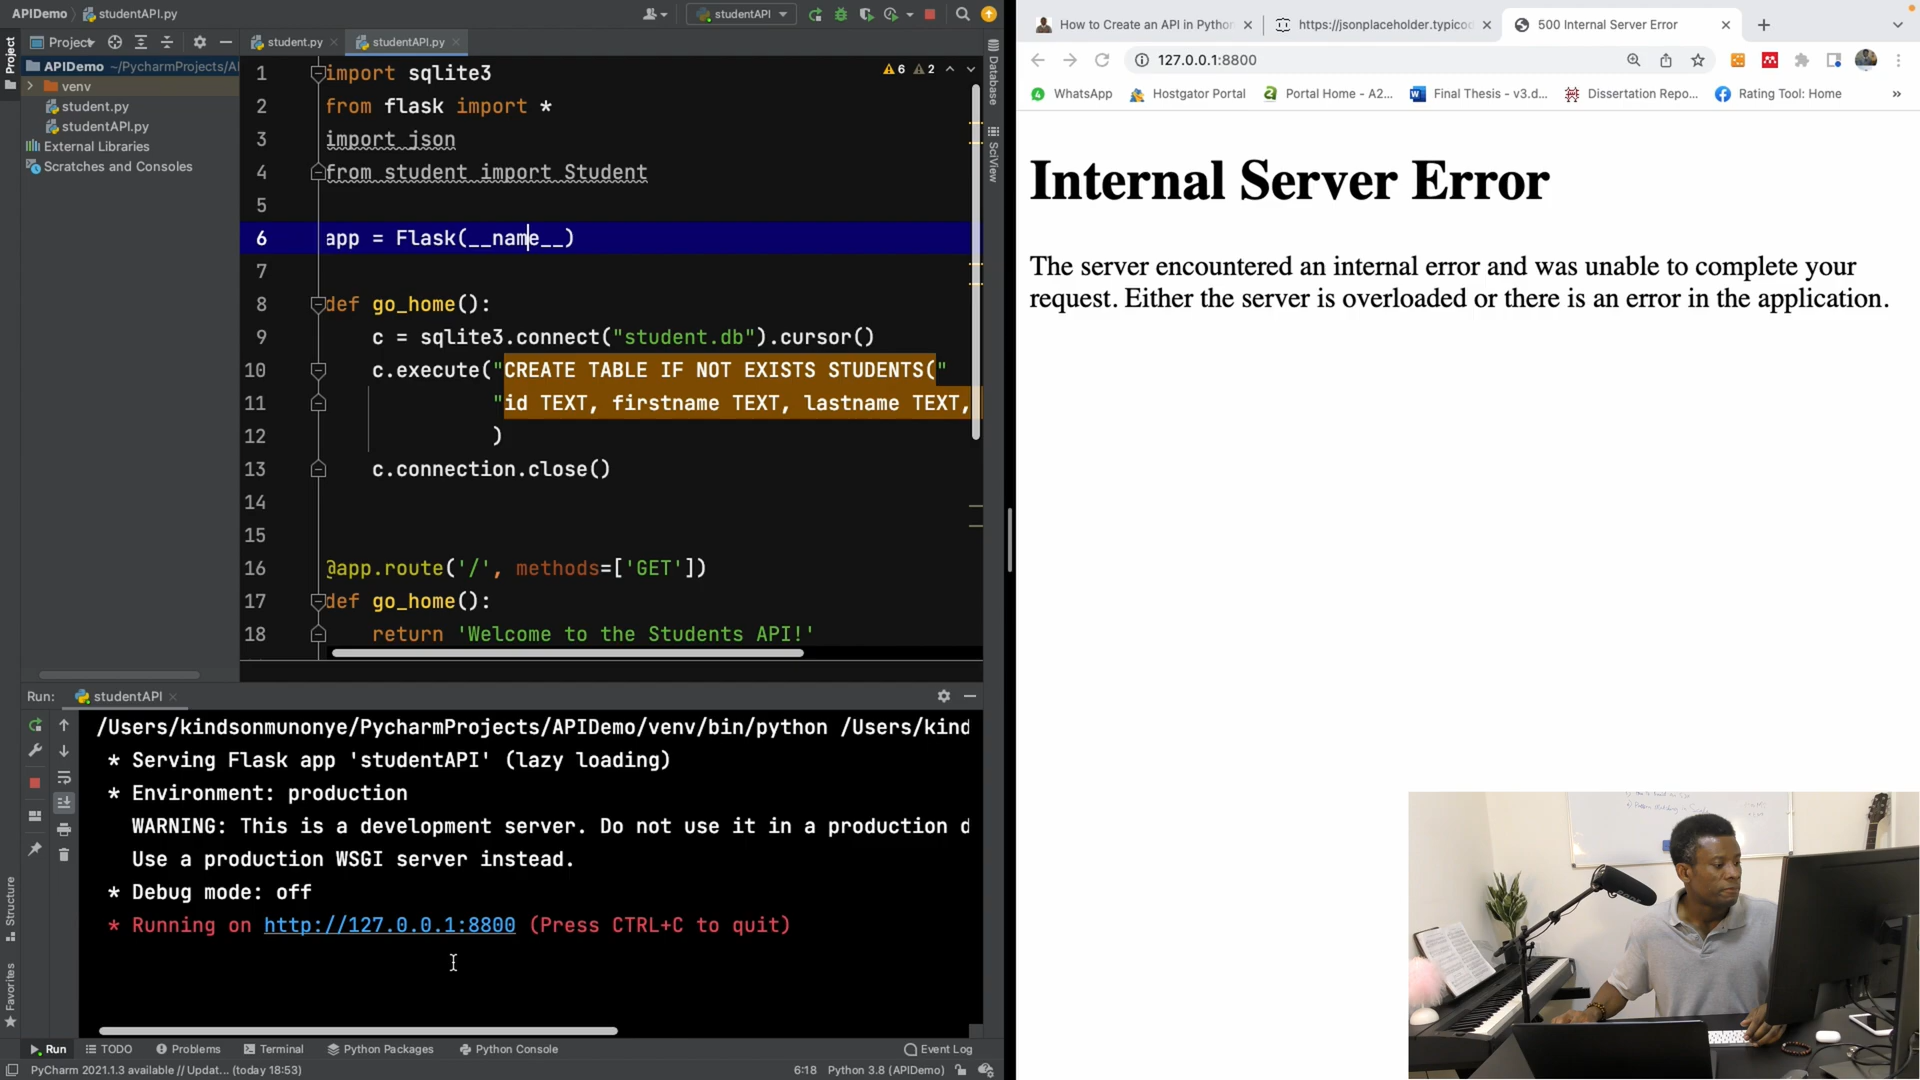 APIDemo
studentAPI.py
studentAPI
Project
student.py
studentAPI.py
APIDemo ~/PycharmProjects/Al
venv
student.py
studentAPI.py
External Libraries
Scratches and Consoles
Project
Structure
Favorites
Database
SciView
6
2
1 import sqlite3
2 from flask import *
3 import json
4 from student import Student
5
6 app = Flask(__name__)
7
8 def go_home():
9 c = sqlite3.connect("student.db").cursor()
10 c.execute("CREATE TABLE IF NOT EXISTS STUDENTS("
11 "id TEXT, firstname TEXT, lastname TEXT,
12 )
13 c.connection.close()
14
15
16 @app.route('/', methods=['GET'])
17 def go_home():
18 return 'Welcome to the Students API!'
Run:
studentAPI
/Users/kindsonmunonye/PycharmProjects/APIDemo/venv/bin/python /Users/kind
* Serving Flask app 'studentAPI' (lazy loading)
* Environment: production
WARNING: This is a development server. Do not use it in a production d
Use a production WSGI server instead.
* Debug mode: off
* Running on http://127.0.0.1:8800 (Press CTRL+C to quit)
Run
TODO
Problems
Terminal
Python Packages
Python Console
Event Log
PyCharm 2021.1.3 available // Updat... (today 18:53)
6:18
Python 3.8 (APIDemo)
How to Create an API in Python
https://jsonplaceholder.typicod
500 Internal Server Error
127.0.0.1:8800
WhatsApp
Hostgator Portal
Portal Home - A2...
Final Thesis - v3.d...
Dissertation Repo...
Rating Tool: Home
»
Internal Server Error
The server encountered an internal error and was unable to complete your
request. Either the server is overloaded or there is an error in the application.